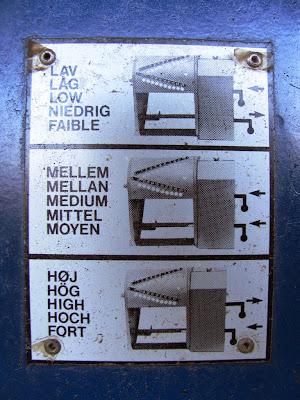 LAV
LÅG
LOW
NIEDRIG
FAIBLE
MELLEM
MELLAN
MEDIUM
MITTEL
MOYEN
HØJ
HÖG
HIGH
HOCH
FORT